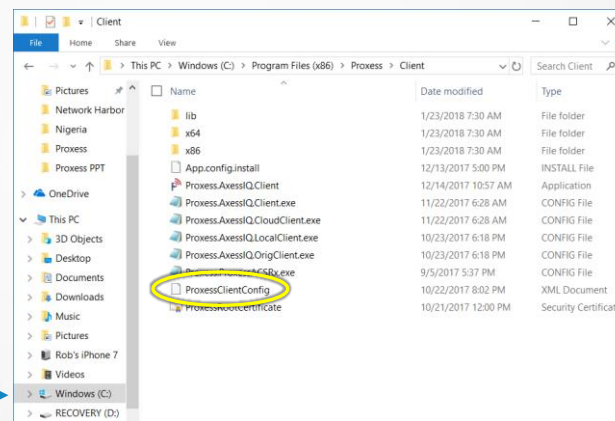 Client
File Home Share View
This PC > Windows (C:) > Program Files (x86) > Proxess > Client
Search Client
Pictures
Network Harbor
Nigeria
Proxess
Proxess PPT
OneDrive
This PC
3D Objects
Desktop
Documents
Downloads
Music
Pictures
Rob's iPhone 7
Videos
Windows (C:)
RECOVERY (D:)
Name Date modified Type
lib 1/23/2018 7:30 AM File folder
x64 1/23/2018 7:30 AM File folder
x86 1/23/2018 7:30 AM File folder
App.config.install 12/13/2017 5:00 PM INSTALL File
Proxess.AxessIQ.Client 12/14/2017 10:57 AM Application
Proxess.AxessIQ.Client.exe 11/22/2017 6:28 AM CONFIG File
Proxess.AxessIQ.CloudClient.exe 11/22/2017 6:28 AM CONFIG File
Proxess.AxessIQ.LocalClient.exe 10/23/2017 6:18 PM CONFIG File
Proxess.AxessIQ.OrigClient.exe 10/23/2017 6:18 PM CONFIG File
9/5/2017 5:37 PM CONFIG File
ProxessClientConfig 10/22/2017 8:02 PM XML Document
ProxessRootCertificate 10/21/2017 12:00 PM Security Certificat